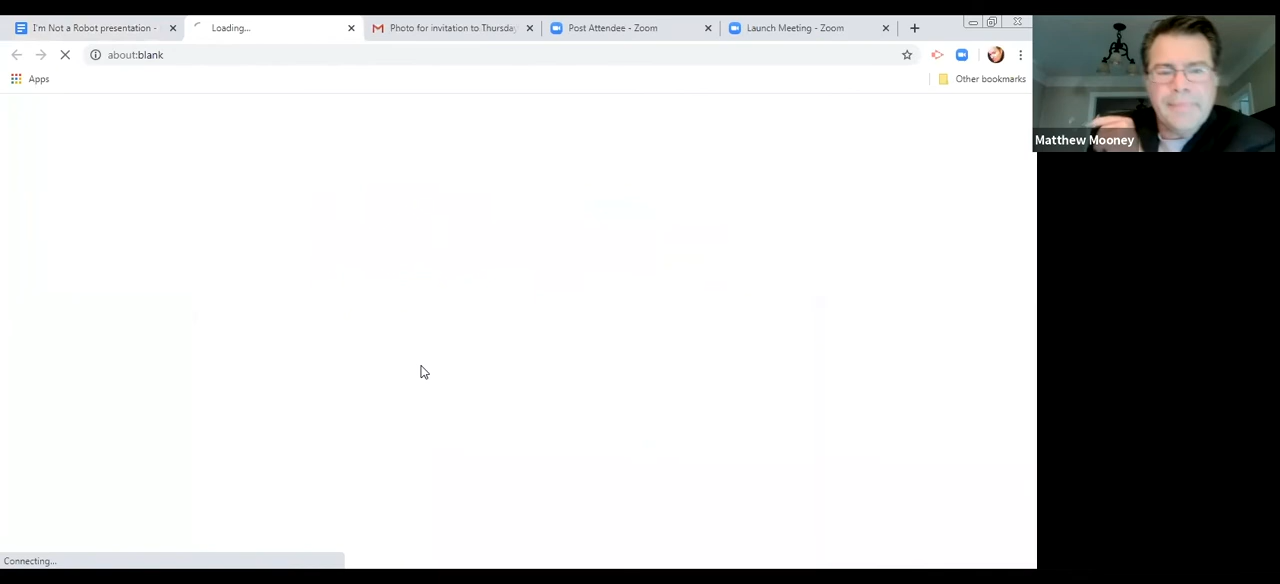 I'm Not a Robot presentation -
Loading...
Photo for invitation to Thursday
Post Attendee - Zoom
Launch Meeting - Zoom
about:blank
Apps
Other bookmarks
Matthew Mooney
Connecting...